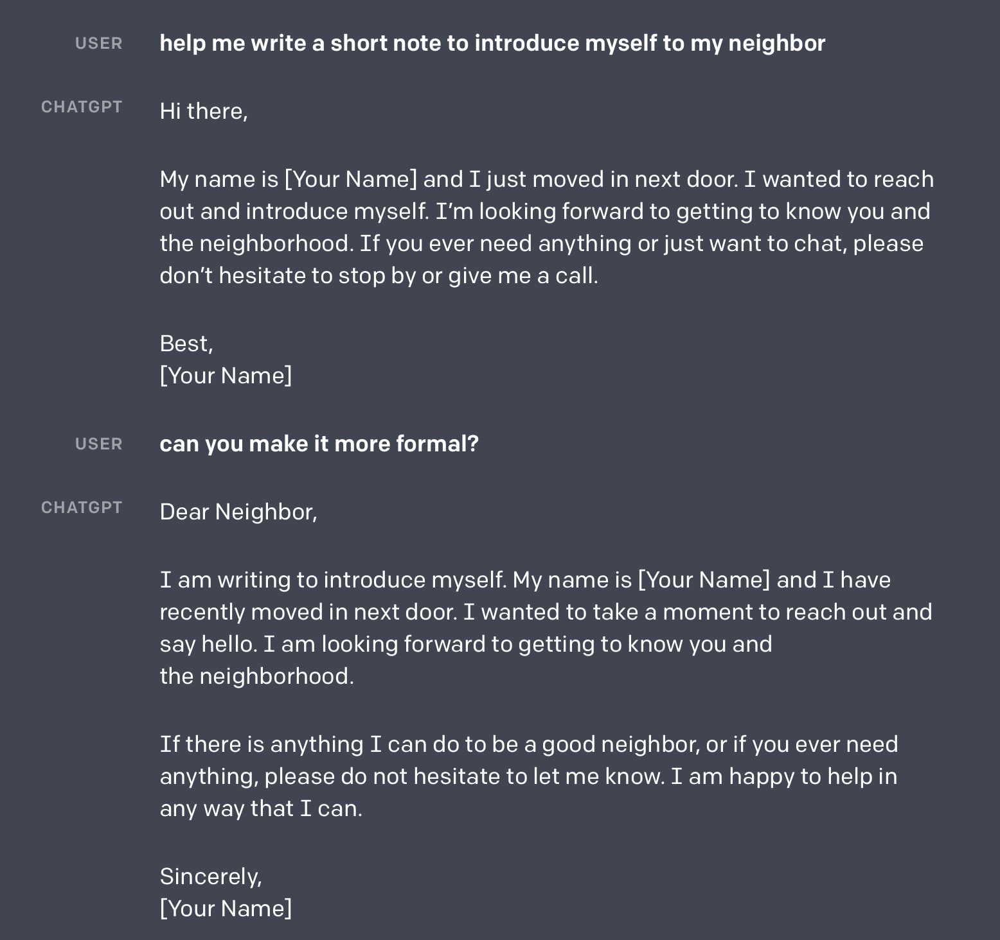 USER help me write a short note to introduce myself to my neighbor
CHATGPT Hi there,
My name is [Your Name] and I just moved in next door. I wanted to reach
out and introduce myself. I’m looking forward to getting to know you and
the neighborhood. If you ever need anything or just want to chat, please
don’t hesitate to stop by or give me a call.
Best,
[Your Name]
USER can you make it more formal?
CHATGPT Dear Neighbor,
I am writing to introduce myself. My name is [Your Name] and I have
recently moved in next door. I wanted to take a moment to reach out and
say hello. I am looking forward to getting to know you and
the neighborhood.
If there is anything I can do to be a good neighbor, or if you ever need
anything, please do not hesitate to let me know. I am happy to help in
any way that I can.
Sincerely,
[Your Name]